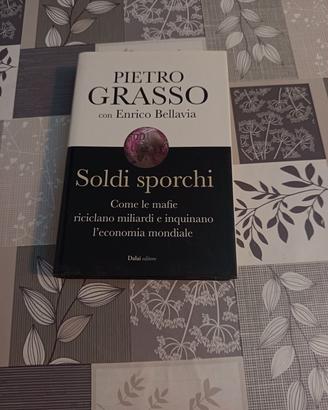 PIETRO
GRASSO
con Enrico Bellavia
Soldi sporchi
Come le mafie
riciclano miliardi e inquinano
l'economia mondiale
Dalai editore